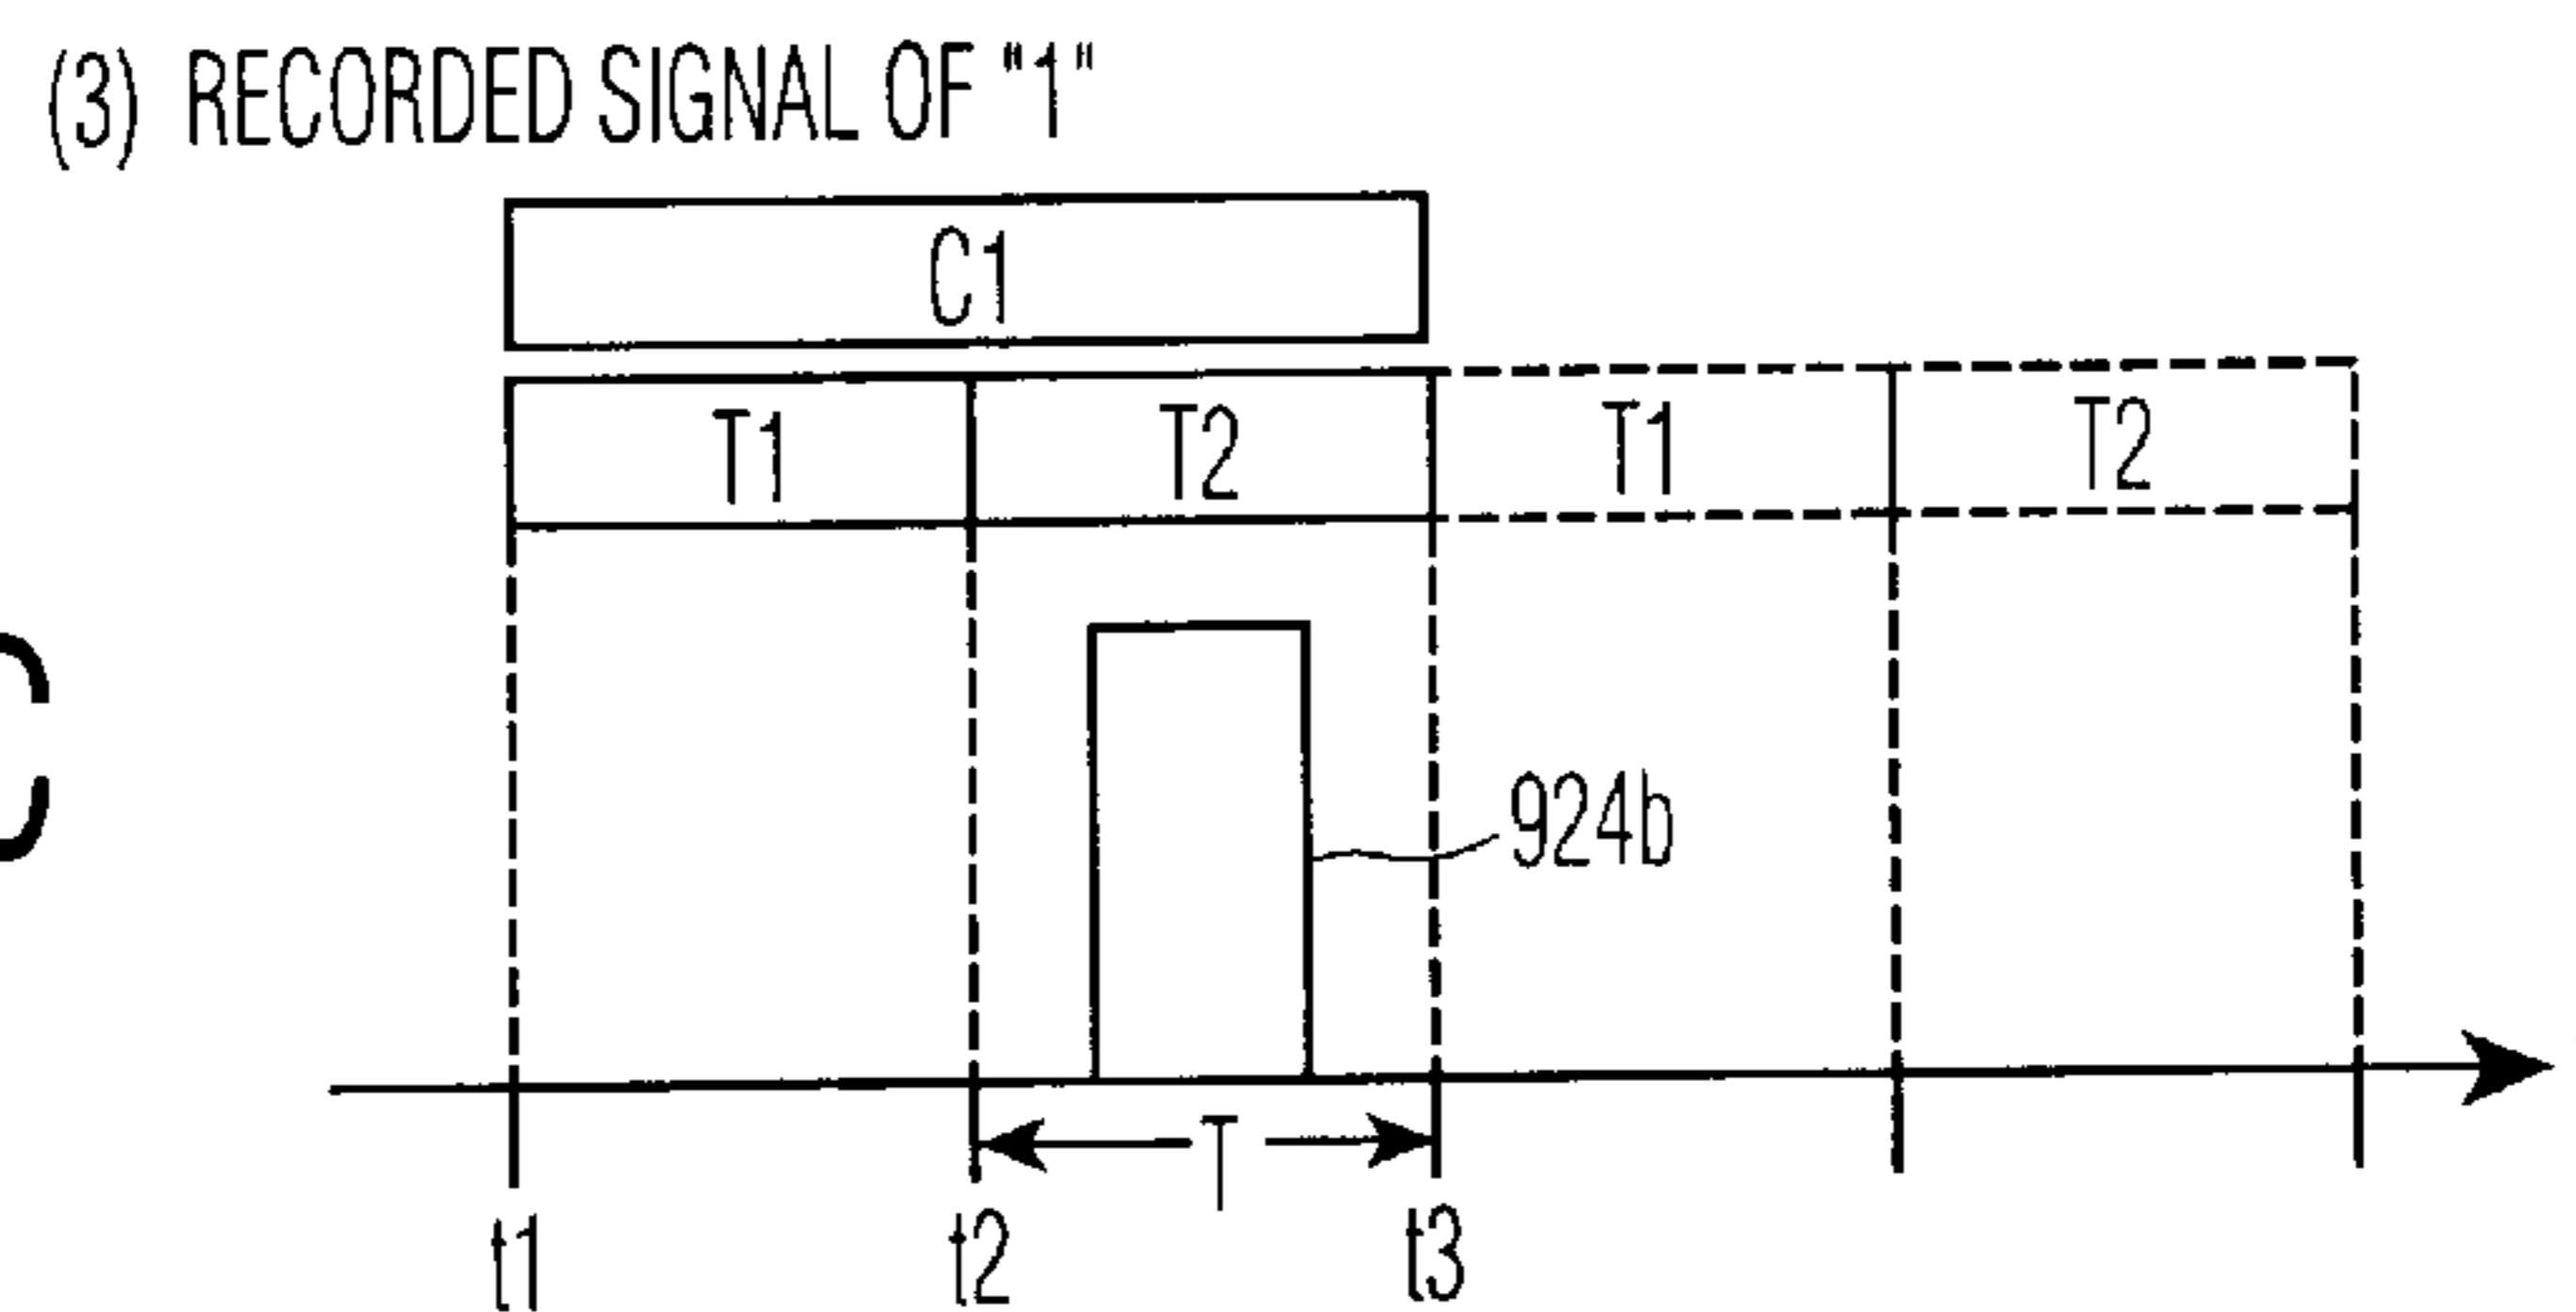 (3) RECORDED SIGNAL OF "1"
C1
T1 T2 T1 T2
924b
T
t1 t2 t3